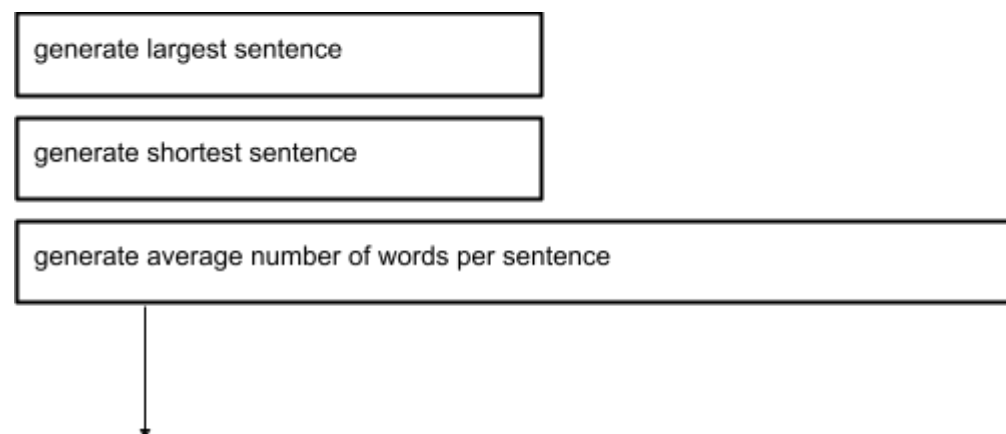 generate largest sentence
generate shortest sentence
generate average number of words per sentence